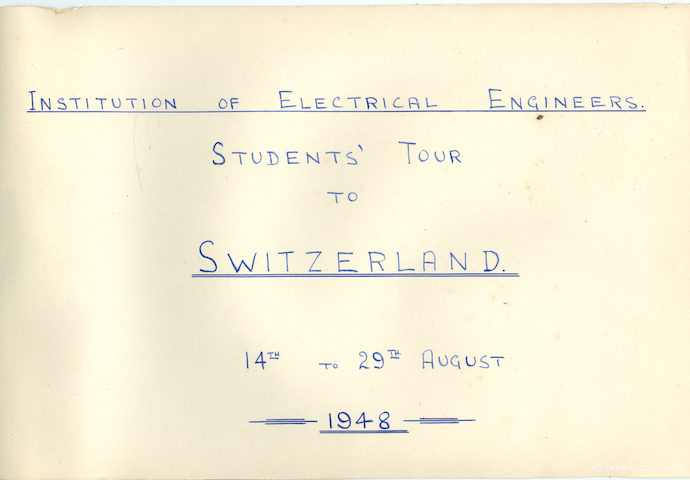 INSTITUTION OF ELECTRICAL ENGINEERS.
STUDENTS' TOUR
TO
SWITZERLAND.
14TH TO 29TH AUGUST
1948